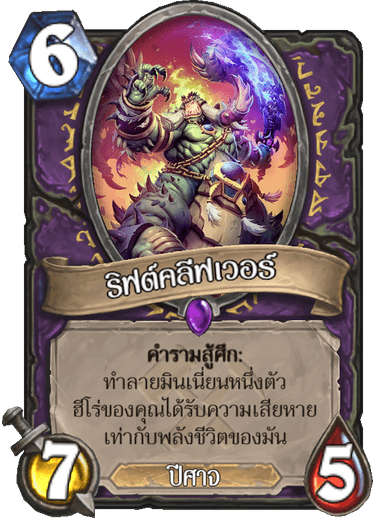 6
ริฟต์คลีฟเวอร์
คำรามสู้ศึก:
ทำลายมินเนี่ยนหนึ่งตัว
ฮีโร่ของคุณได้รับความเสียหาย
เท่ากับพลังชีวิตของมัน
7
ปีศาจ
5